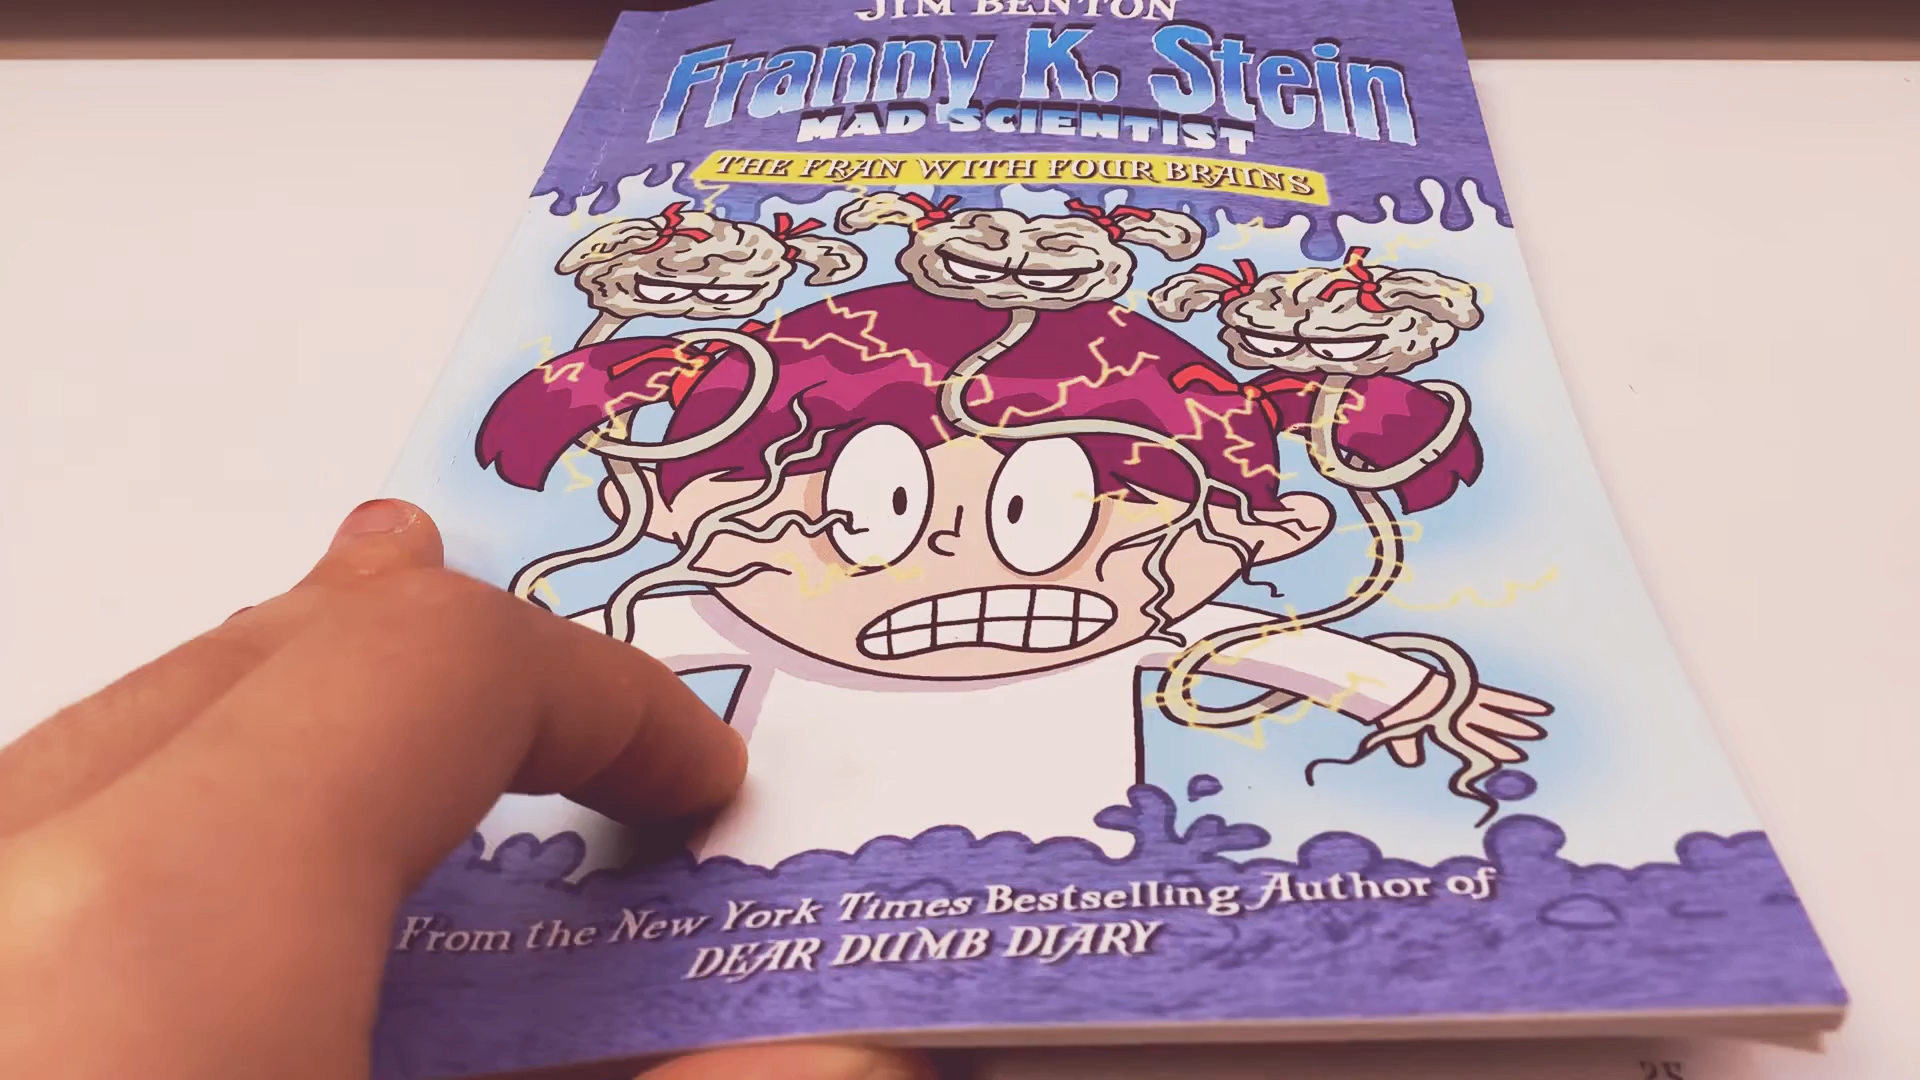 JIM BENTON
Franny K. Stein
MAD SCIENTIST
THE FRAN WITH FOUR BRAINS
From the New York Times Bestselling Author of
DEAR DUMB DIARY